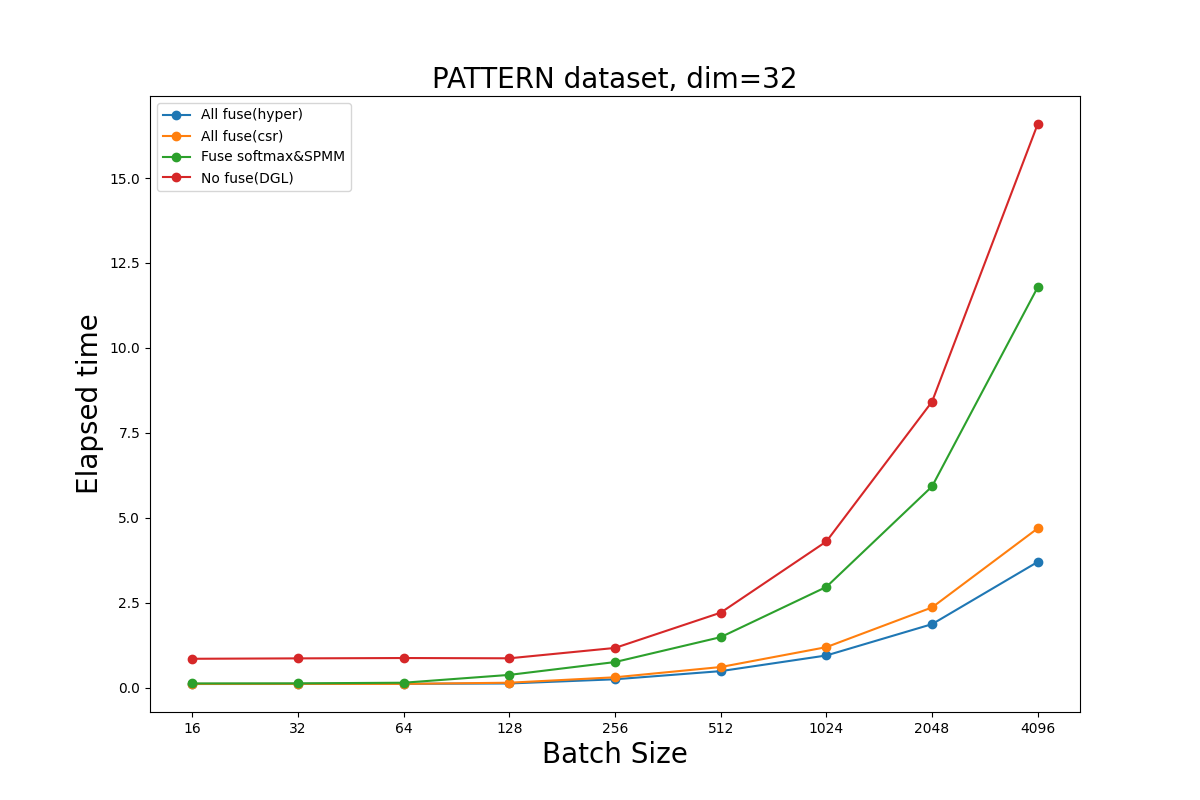 PATTERN dataset, dim=32
All fuse(hyper)
All fuse(csr)
Fuse softmax&SPMM
No fuse(DGL)
15.0
12.5
10.0
7.5
5.0
2.5
0.0
Elapsed time
16 32 64 128 256 512 1024 2048 4096
Batch Size